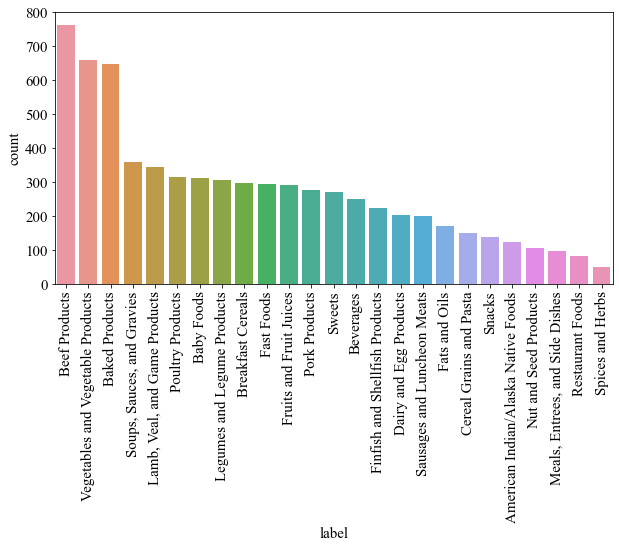 800
700
600
500
400
300
200
100
0
count
Beef Products
Vegetables and Vegetable Products
Baked Products
Soups, Sauces, and Gravies
Lamb, Veal, and Game Products
Poultry Products
Baby Foods
Legumes and Legume Products
Breakfast Cereals
Fast Foods
Fruits and Fruit Juices
Pork Products
Sweets
Beverages
Finfish and Shellfish Products
Dairy and Egg Products
Sausages and Luncheon Meats
Fats and Oils
Cereal Grains and Pasta
Snacks
American Indian/Alaska Native Foods
Nut and Seed Products
Meals, Entrees, and Side Dishes
Restaurant Foods
Spices and Herbs
label